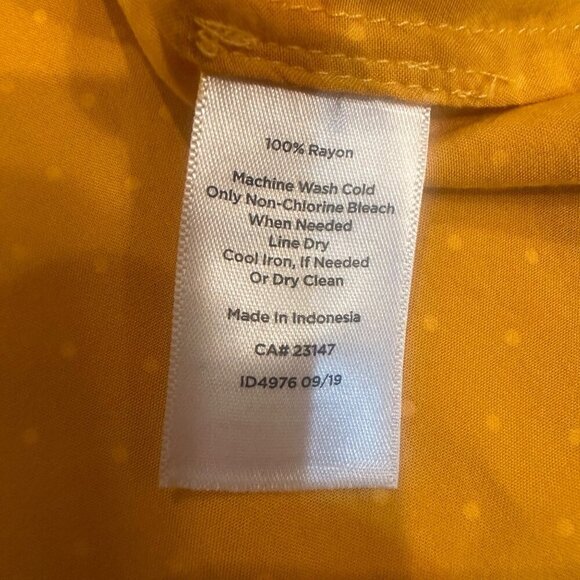 100% Rayon
Machine Wash Cold
Only Non-Chlorine Bleach
When Needed
Line Dry
Cool Iron, If Needed
Or Dry Clean
Made in Indonesia
CA# 23147
ID4976 09/19